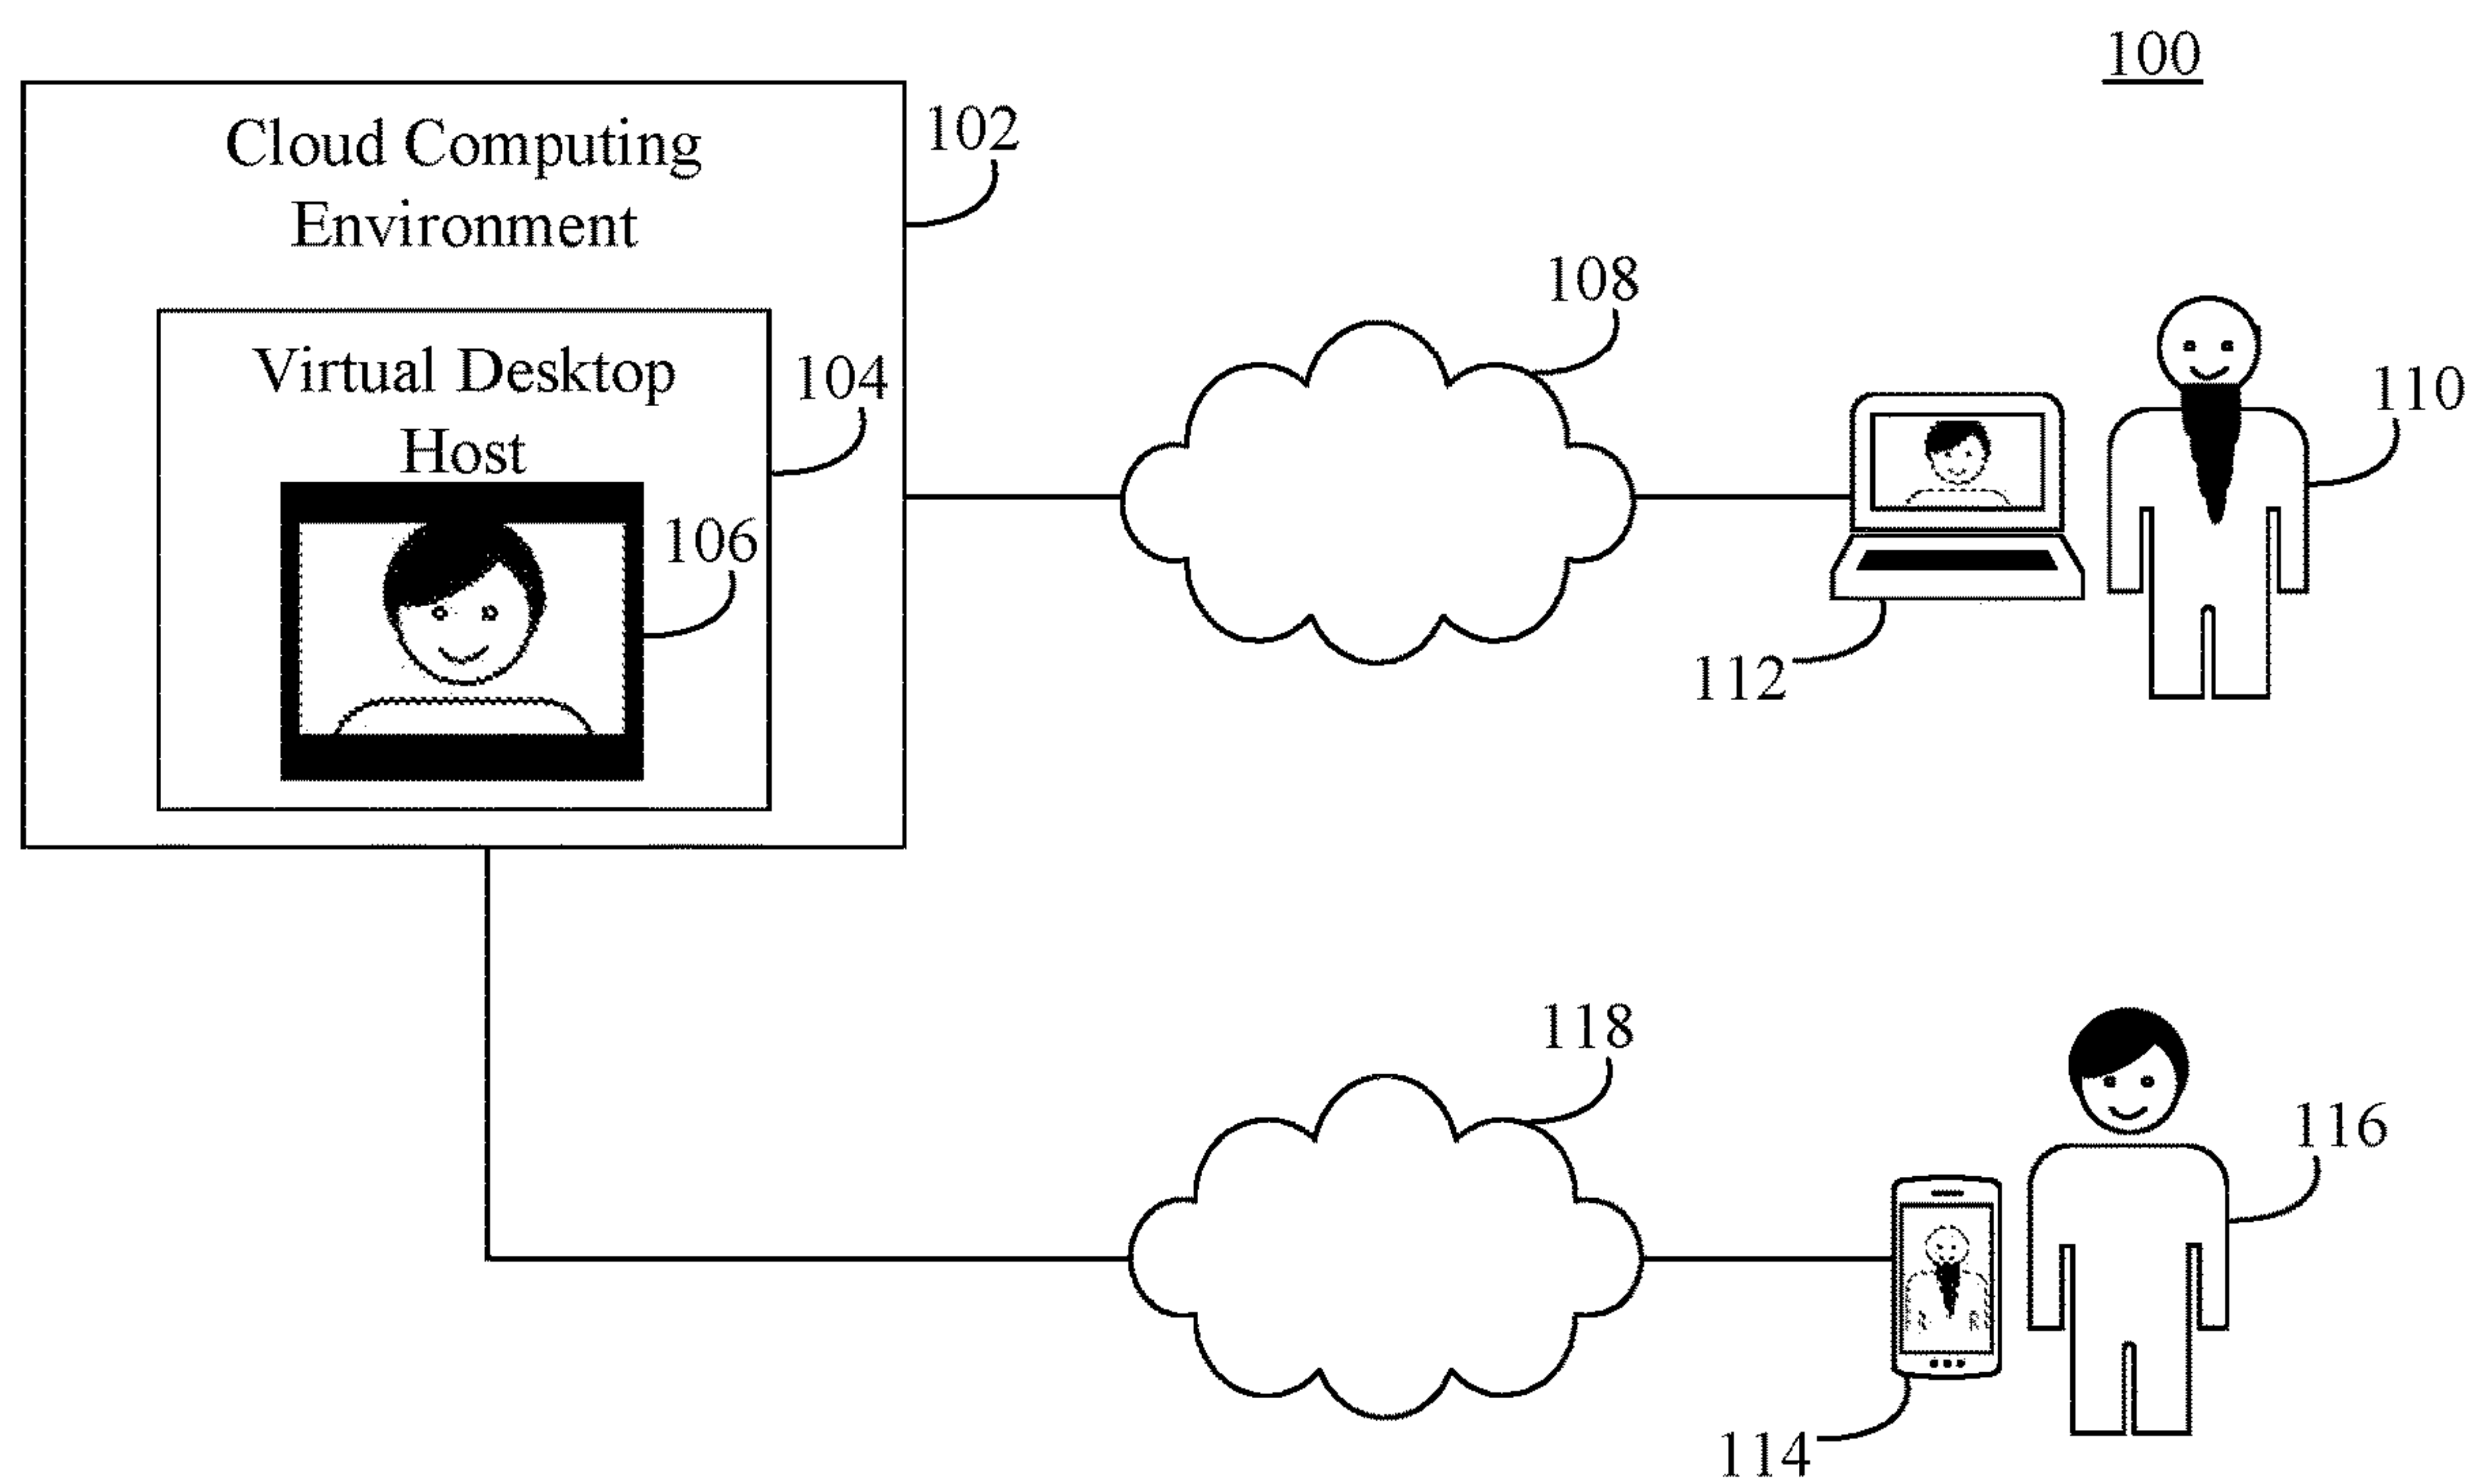 100
Cloud Computing
Environment
102
Virtual Desktop
Host
104
106
108
110
112
118
116
114